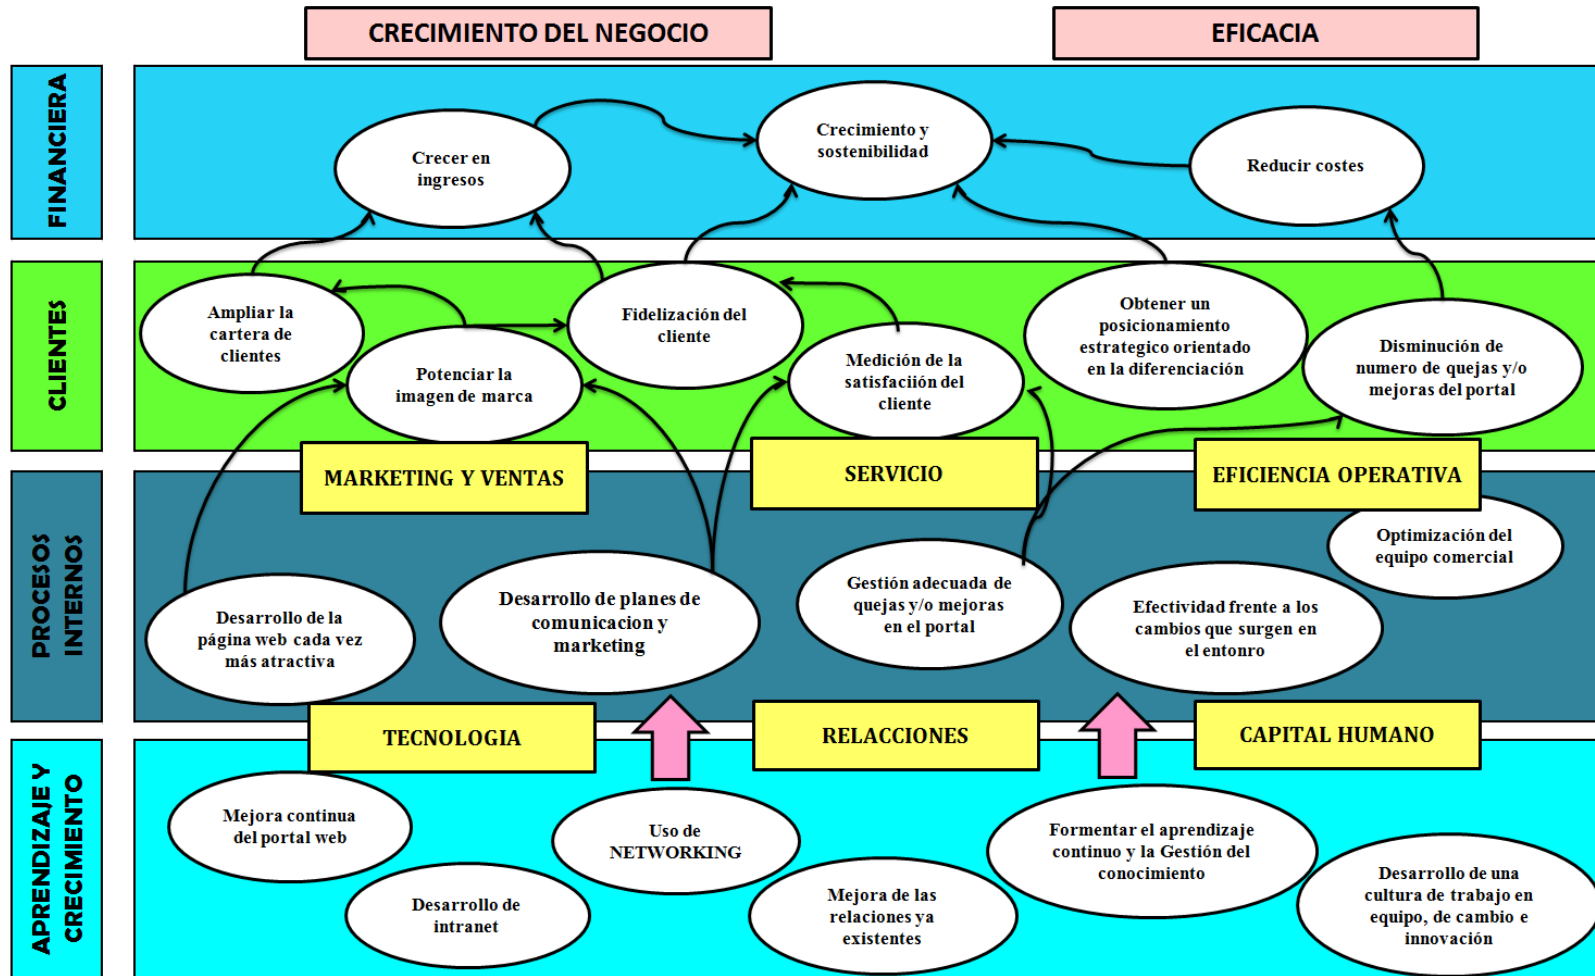 CRECIMIENTO DEL NEGOCIO
EFICACIA
FINANCIERA
Crecer en
ingresos
Crecimiento y
sostenibilidad
Reducir costes
CLIENTES
Ampliar la
cartera de
clientes
Potenciar la
imagen de marca
Fidelización del
cliente
Medición de la
satisfaciión del
cliente
Obtener un
posicionamiento
estrategico orientado
en la diferenciación
Disminución de
numero de quejas y/o
mejoras del portal
MARKETING Y VENTAS
SERVICIO
EFICIENCIA OPERATIVA
PROCESOS
INTERNOS
Desarrollo de la
página web cada vez
más atractiva
Desarrollo de planes de
comunicacion y
marketing
Gestión adecuada de
quejas y/o mejoras
en el portal
Efectividad frente a los
cambios que surgen en
el entonro
Optimización del
equipo comercial
TECNOLOGIA
RELACCIONES
CAPITAL HUMANO
APRENDIZAJE Y
CRECIMIENTO
Mejora continua
del portal web
Desarrollo de
intranet
Uso de
NETWORKING
Mejora de las
relaciones ya
existentes
Formentar el aprendizaje
continuo y la Gestión del
conocimiento
Desarrollo de una
cultura de trabajo en
equipo, de cambio e
innovación